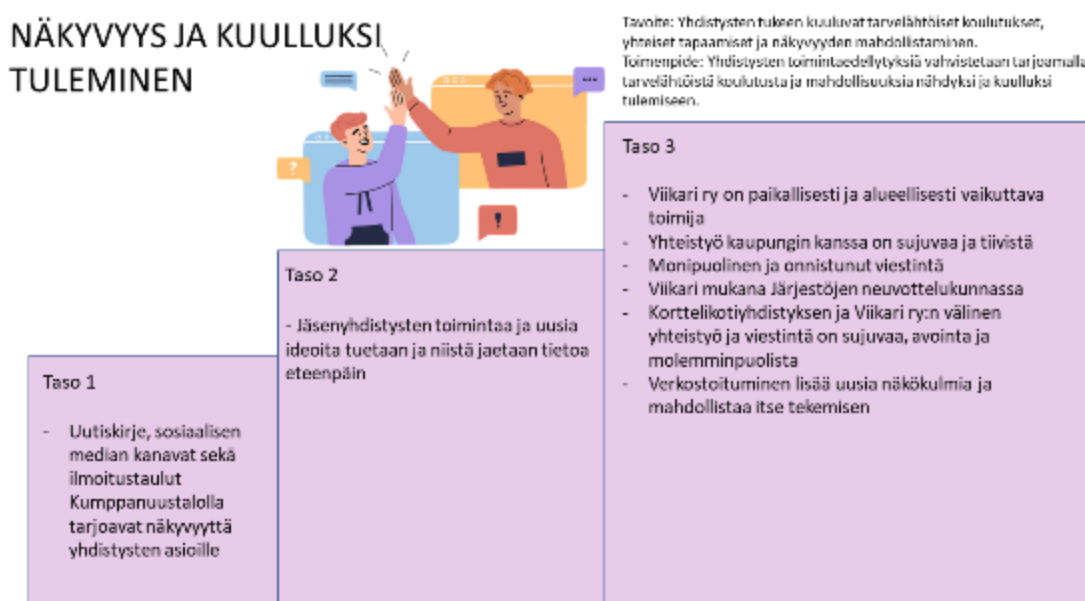 NÄKYVYYS JA KUULLUKSI
TULEMINEN
Tavoite: Yhdistysten tukeen kuuluvat tarvelähtöiset koulutukset,
yhteiset tapaamiset ja näkyvyyden mahdollistaminen.
Toimenpide: Yhdistysten toimintaedellytyksiä vahvistetaan tarjoamalla
tarvelähtöistä koulutusta ja mahdollisuuksia nähdyksi ja kuulluksi
tulemiseen.
?
!
Taso 1
- Uutiskirje, sosiaalisen
median kanavat sekä
ilmoitustaulut
Kumppanuustalolla
tarjoavat näkyvyyttä
yhdistysten asioille
Taso 2
- Jäsenyhdistysten toimintaa ja uusia
ideoita tuetaan ja niistä jaetaan tietoa
eteenpäin
Taso 3
- Viikari ry on paikallisesti ja alueellisesti vaikuttava
toimija
- Yhteistyö kaupungin kanssa on sujuvaa ja tiivistä
- Monipuolinen ja onnistunut viestintä
- Viikari mukana Järjestöjen neuvottelukunnassa
- Korttelikotiyhdistyksen ja Viikari ry:n välinen
yhteistyö ja viestintä on sujuvaa, avointa ja
molemminpuolista
- Verkostoituminen lisää uusia näkökulmia ja
mahdollistaa itse tekemisen